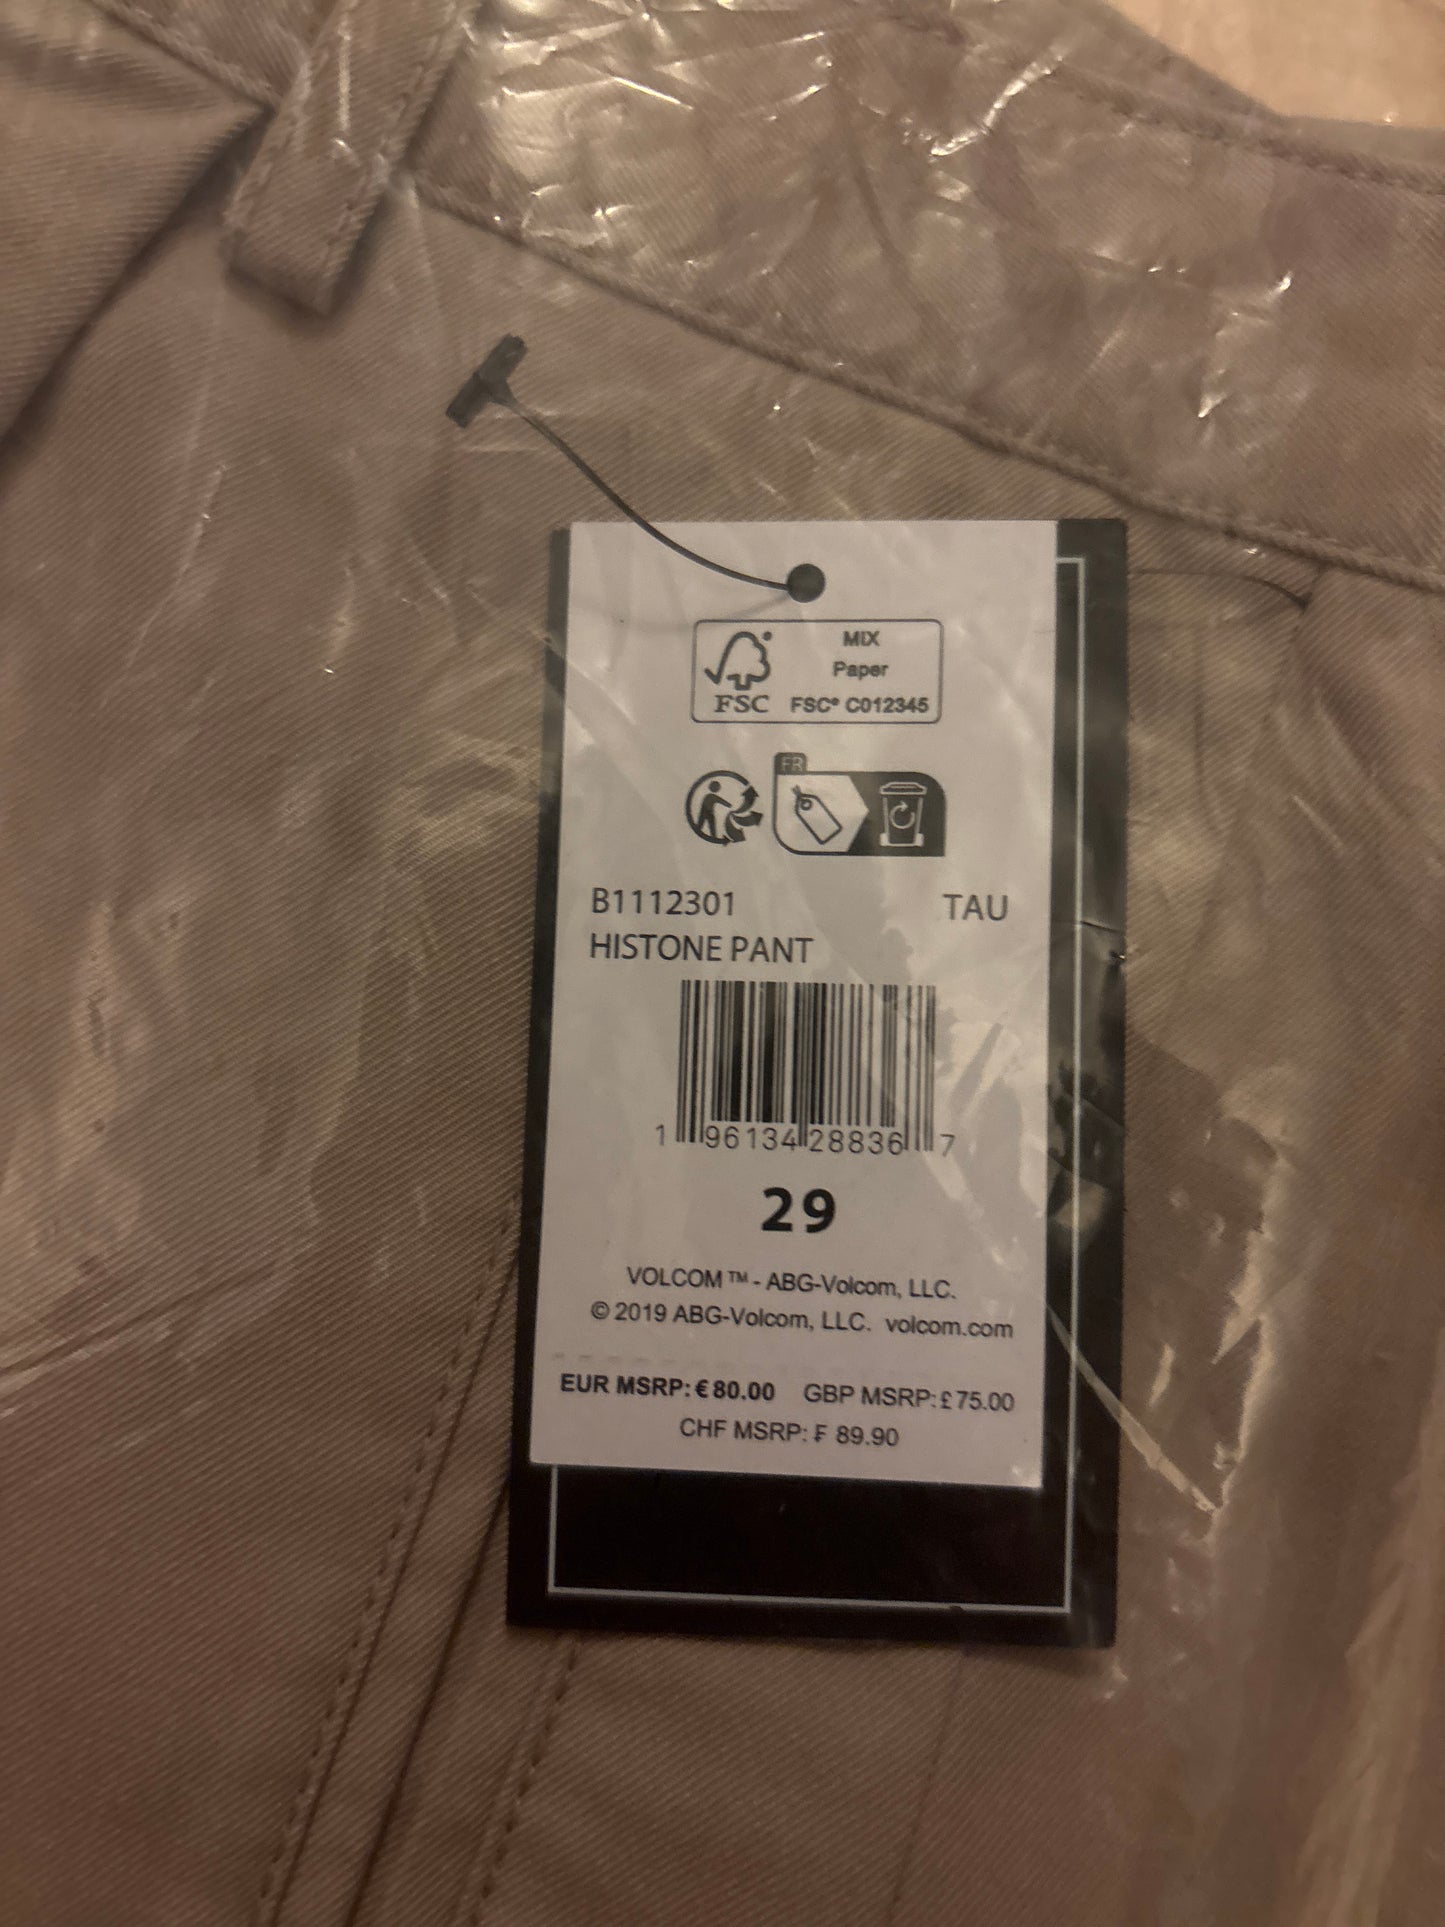 MIX
Paper
FSC FSC® C012345
FR
B1112301 TAU
HISTONE PANT
1 96134 28836 7
29
VOLCOM™ - ABG-Volcom, LLC.
© 2019 ABG-Volcom, LLC. volcom.com
EUR MSRP: €80.00 GBP MSRP: £75.00
CHF MSRP: ₣ 89.90